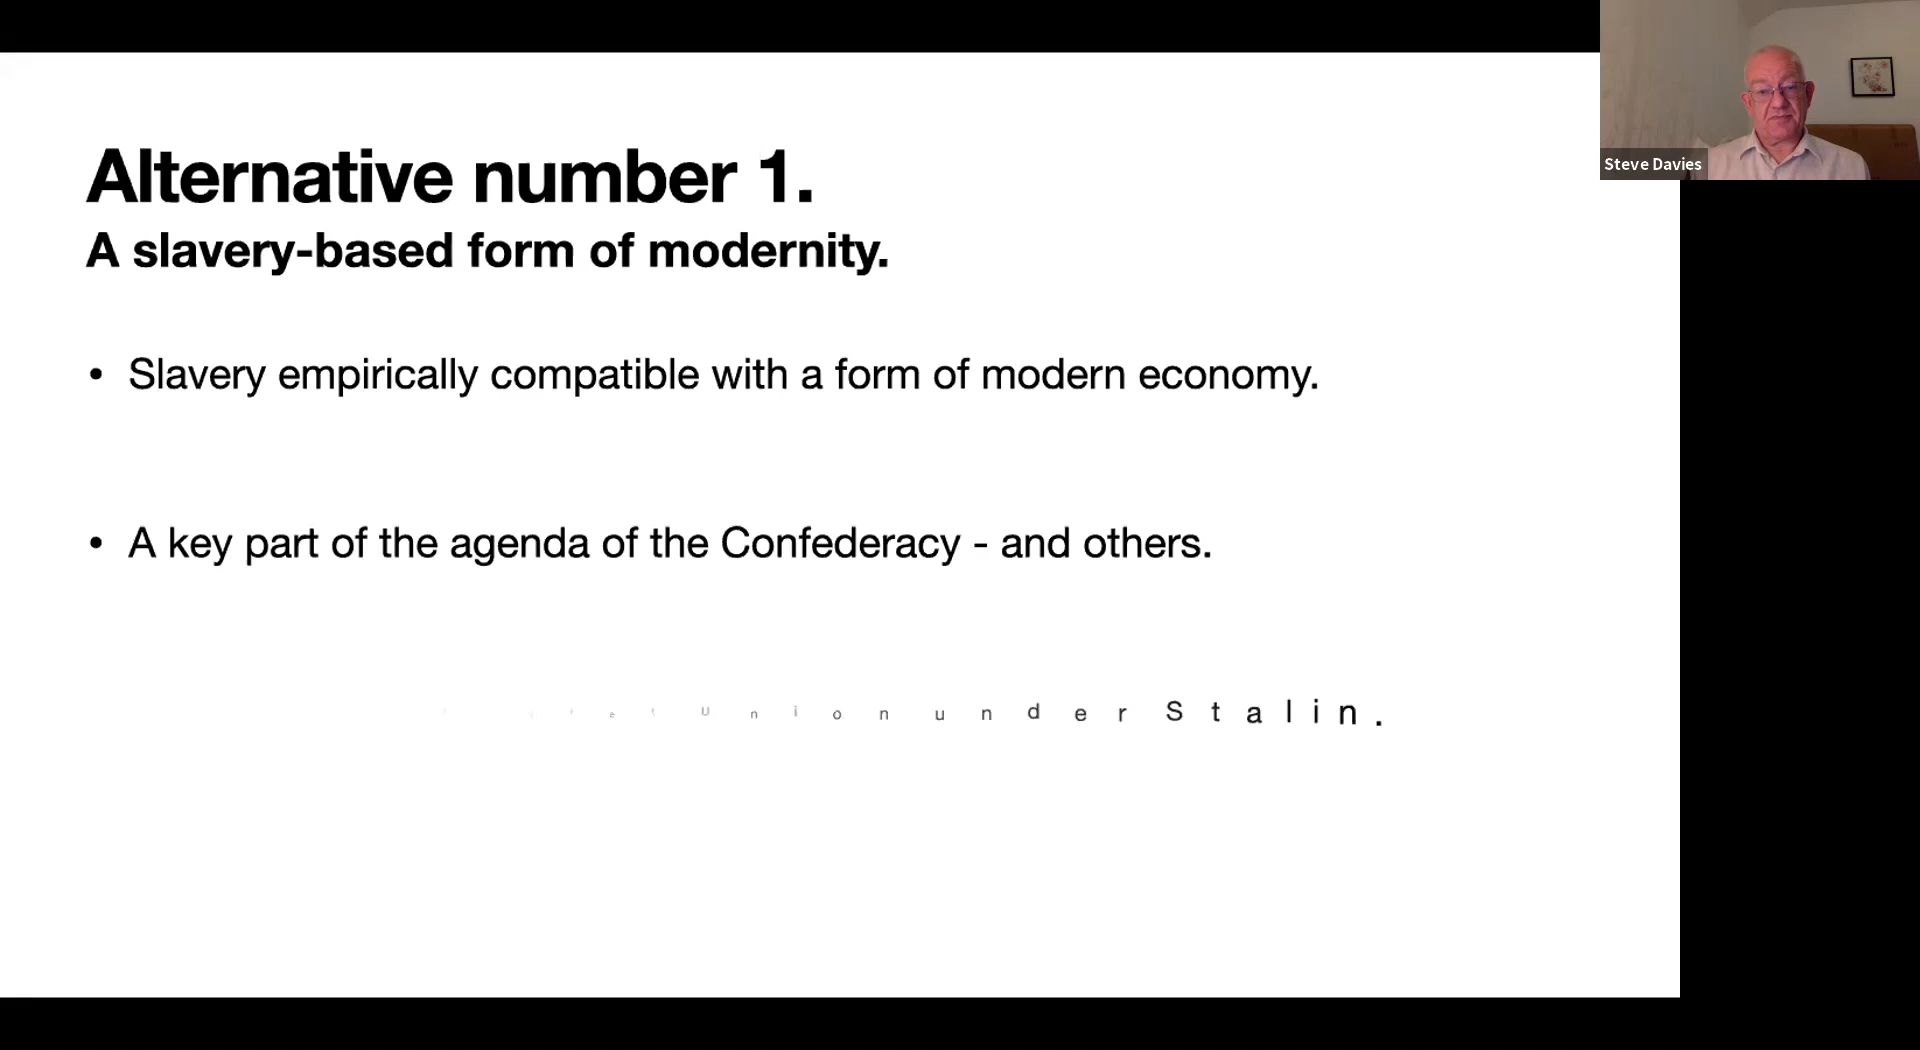 Steve Davies
Alternative number 1.
A slavery-based form of modernity.
• Slavery empirically compatible with a form of modern economy.
• A key part of the agenda of the Confederacy - and others.
Union under Stalin.